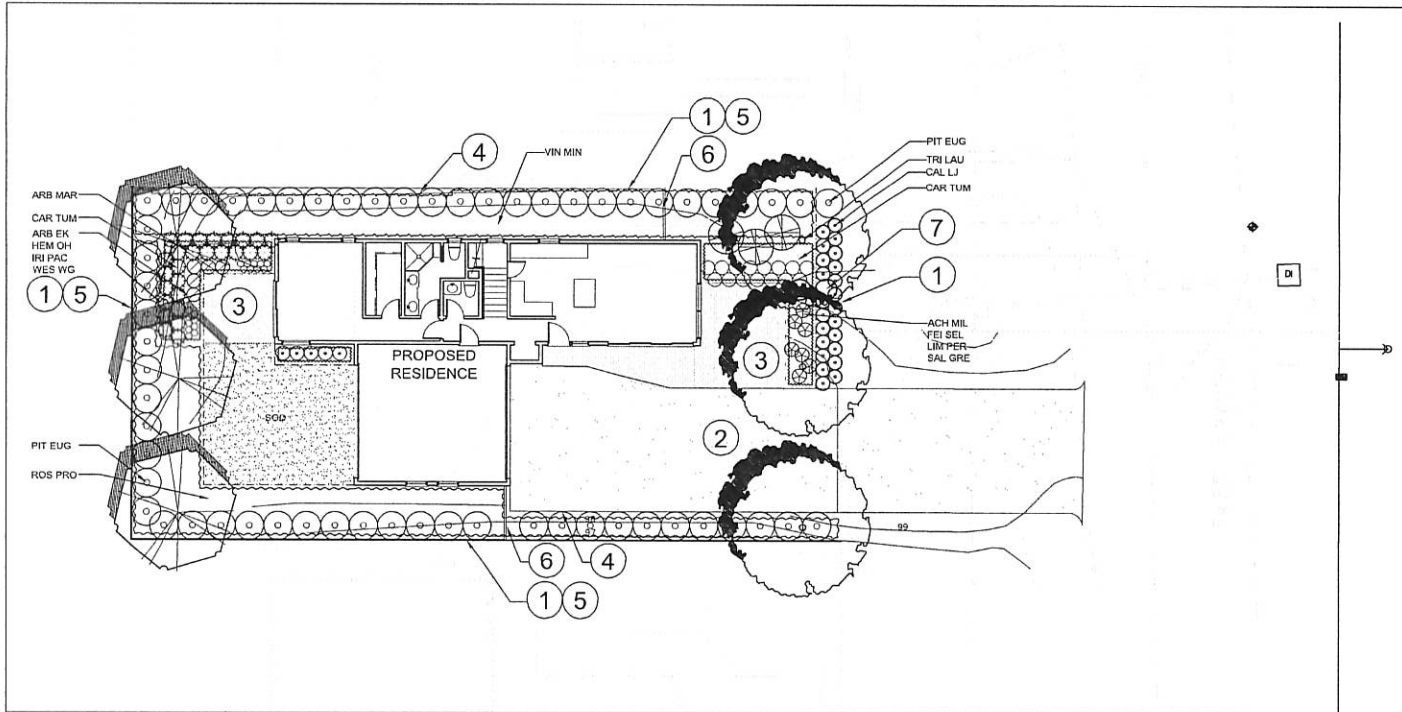 1 5
4
VIN MIN
6
PIT EUG
TRI LAU
CAL LJ
CAR TUM
ARB MAR
CAR TUM
ARB EK
HEM OH
IRI PAC
WES WG
1 5
7
1
3
ACH MIL
FEI SEL
LIM PER
SAL GRE
3
PROPOSED
RESIDENCE
DI
SOD
2
PIT EUG
ROS PRO
99
6
4
1 5